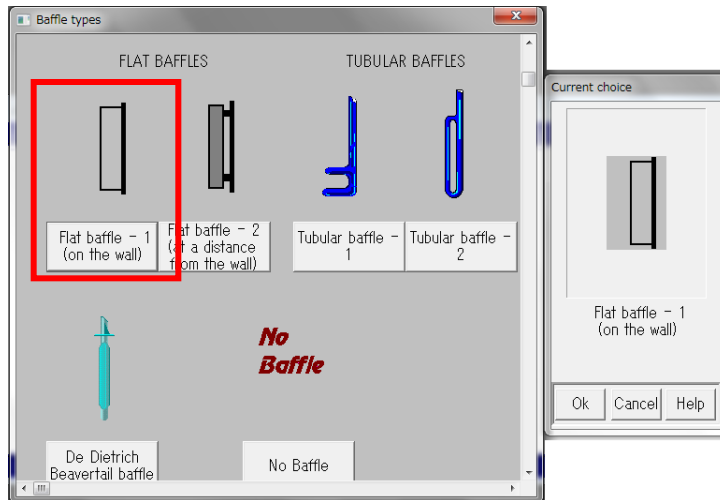 Baffle types
FLAT BAFFLES
TUBULAR BAFFLES
Flat baffle - 1
(on the wall)
Flat baffle - 2
(at a distance
from the wall)
Tubular baffle -
1
Tubular baffle -
2
No
Baffle
De Dietrich
Beavertail baffle
No Baffle
Current choice
Flat baffle - 1
(on the wall)
Ok
Cancel
Help